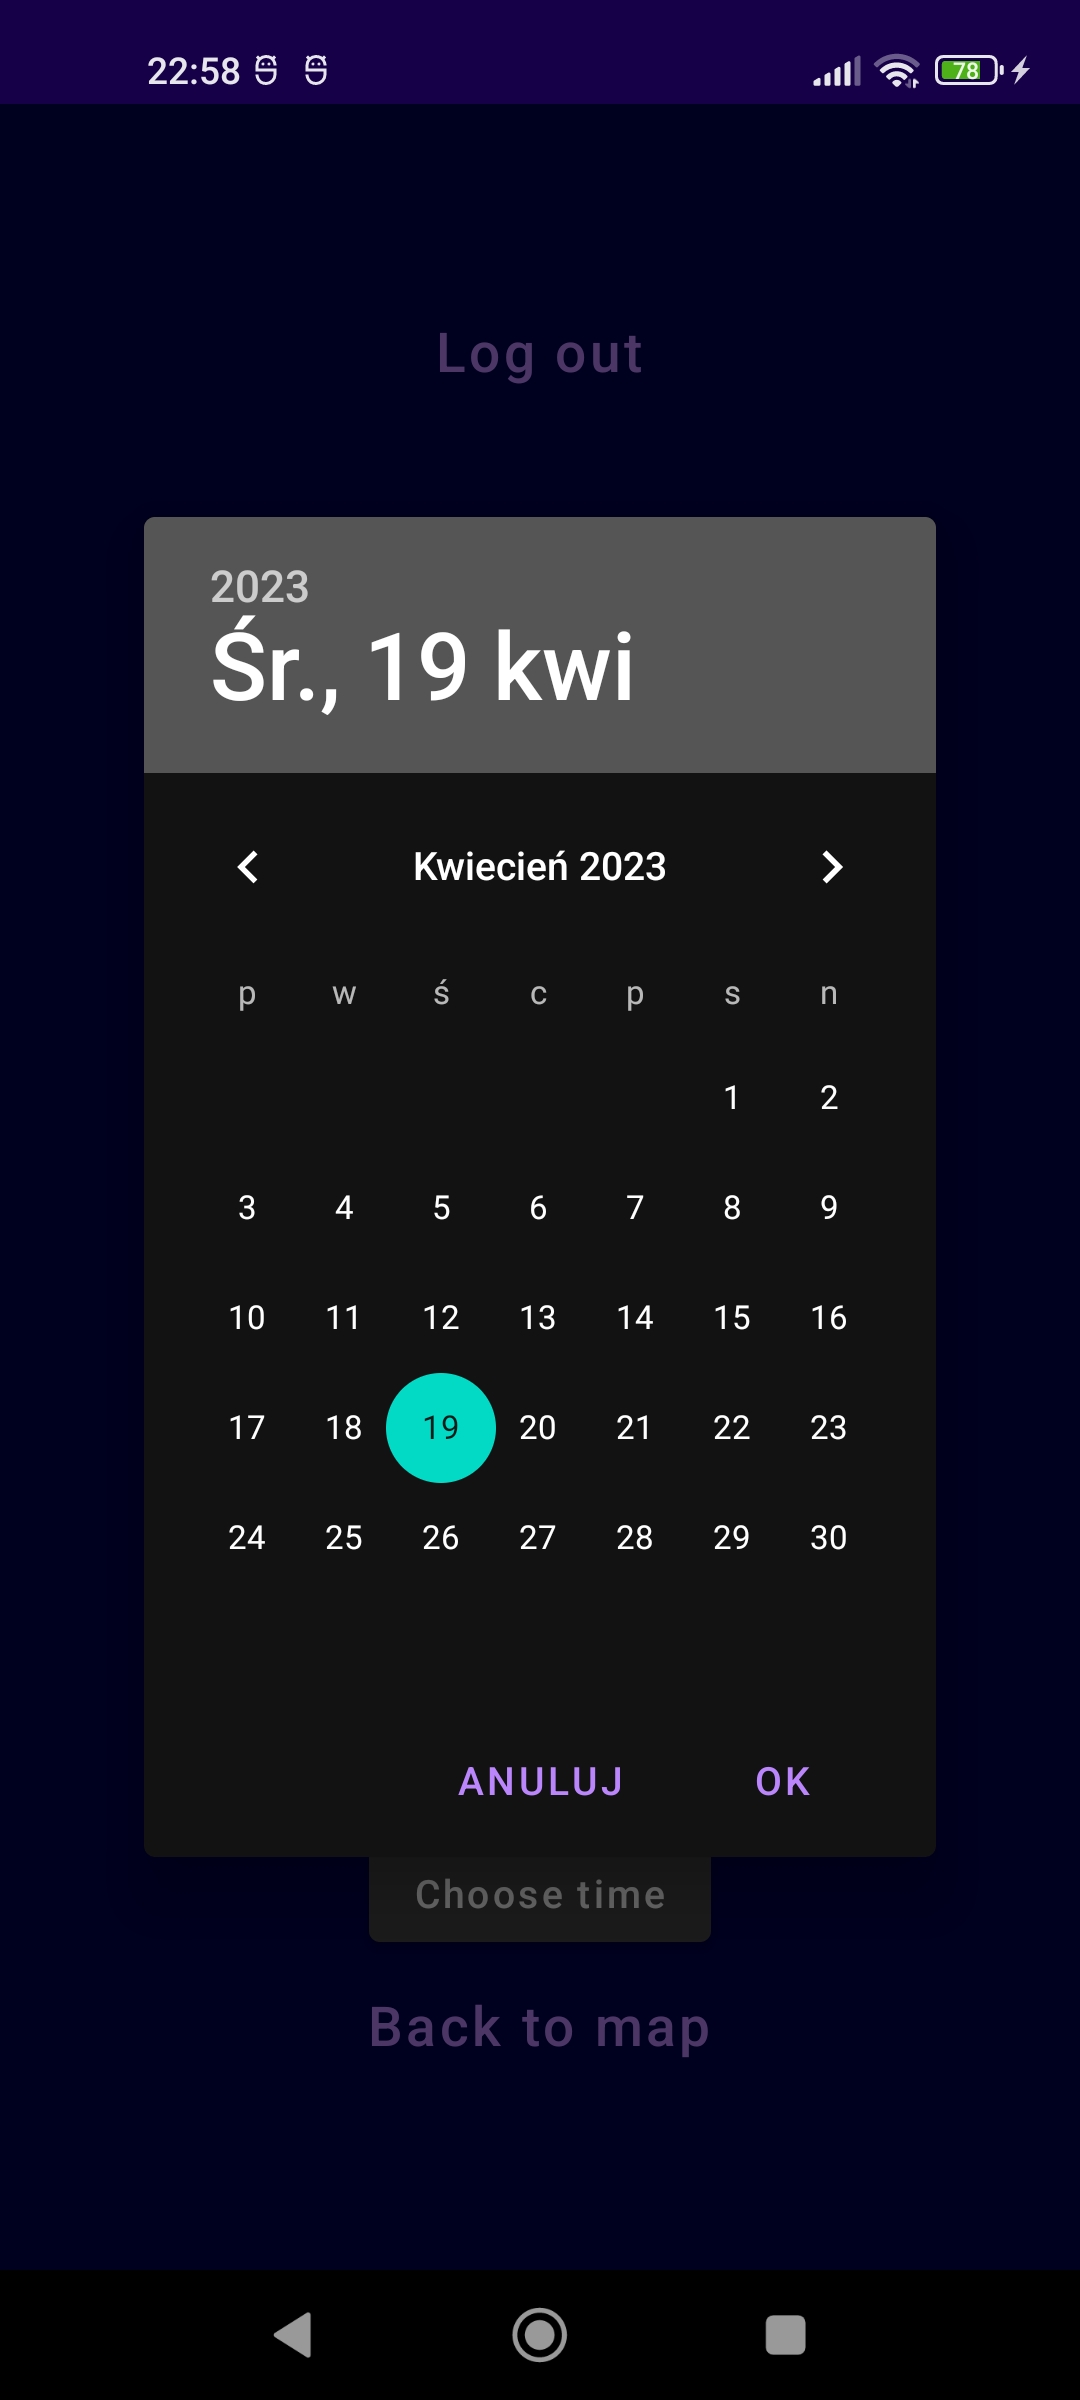 22:58
78
Log out
2023
Śr., 19 kwi
Kwiecień 2023
p w ś c p s n
1 2
3 4 5 6 7 8 9
10 11 12 13 14 15 16
17 18 19 20 21 22 23
24 25 26 27 28 29 30
ANULUJ OK
Choose time
Back to map